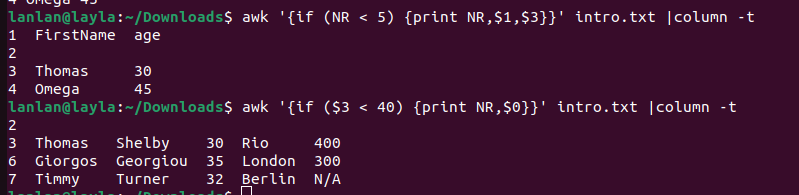 4 Omega 45
lanlan@layla:~/Downloads$ awk '{if (NR < 5) {print NR,$1,$3}}' intro.txt |column -t
1  FirstName  age
2
3  Thomas     30
4  Omega      45
lanlan@layla:~/Downloads$ awk '{if ($3 < 40) {print NR,$0}}' intro.txt |column -t
2
3  Thomas   Shelby    30  Rio     400
6  Giorgos  Georgiou  35  London  300
7  Timmy    Turner    32  Berlin  N/A
lanlan@layla:~/Downloads$